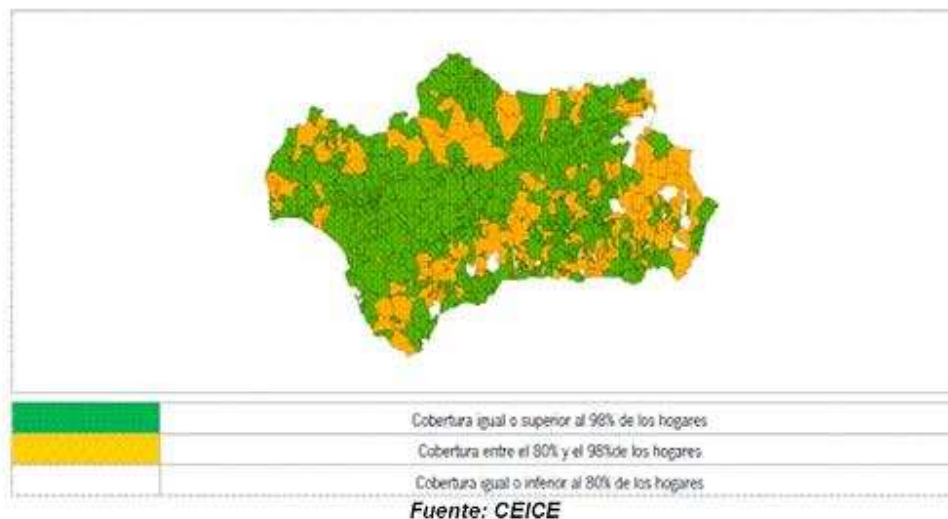 Cobertura igual o superior al 98% de los hogares
Cobertura entre el 80% y el 98%de los hogares
Cobertura igual o inferior al 80% de los hogares
Fuente: CEICE